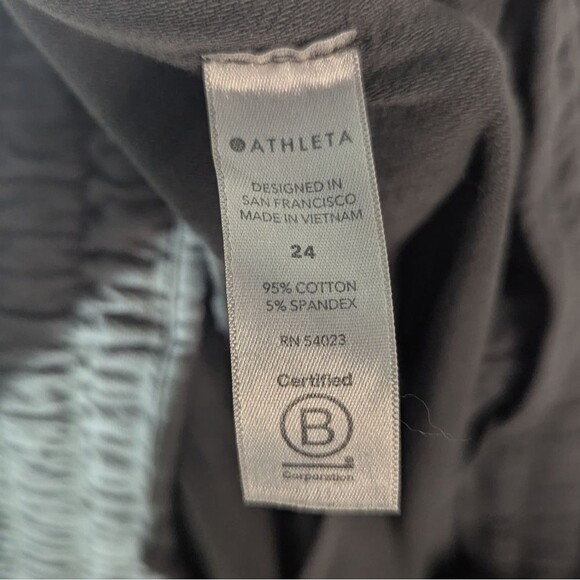 ATHLETA
DESIGNED IN
SAN FRANCISCO
MADE IN VIETNAM
24
95% COTTON
5% SPANDEX
RN 54023
Certified
B
Corporation